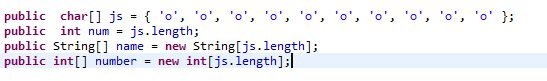 public  char[] js = { 'o', 'o', 'o', 'o', 'o', 'o', 'o', 'o', 'o', 'o' };
public  int num = js.length;
public String[] name = new String[js.length];
public int[] number = new int[js.length];